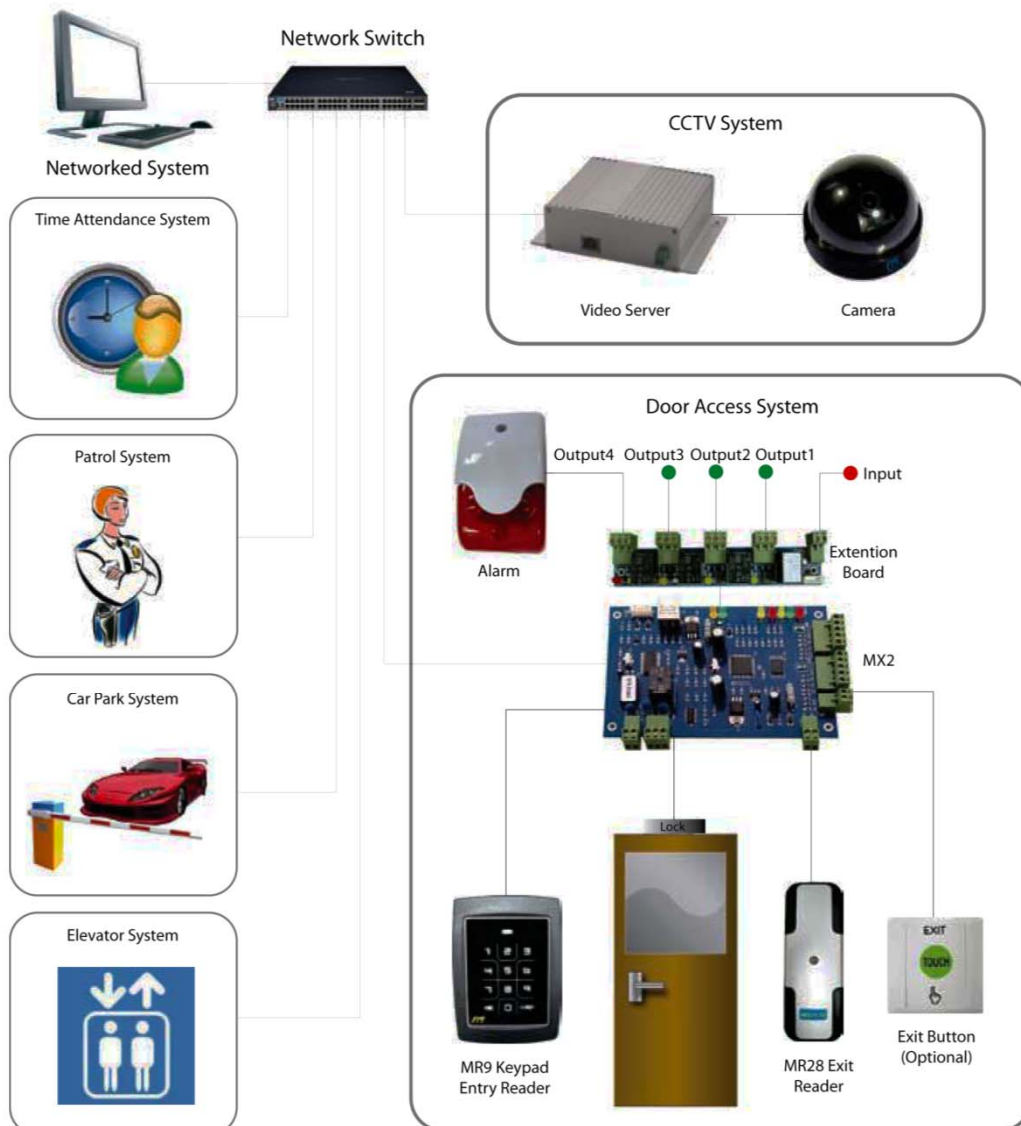 Network Switch
Networked System
CCTV System
Video Server
Camera
Time Attendance System
Patrol System
Car Park System
Elevator System
Door Access System
Output4
Output3
Output2
Output1
Input
Alarm
Extention
Board
MX2
Lock
EXIT
TOUCH
MR9 Keypad
Entry Reader
MR28 Exit
Reader
Exit Button
(Optional)